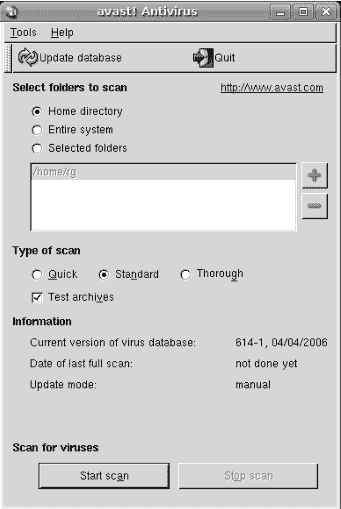 avast! Antivirus
Tools Help
Update database Quit
Select folders to scan http://www.avast.com
Home directory
Entire system
Selected folders
/home/rg
Type of scan
Quick Standard Thorough
Test archives
Information
Current version of virus database: 614-1, 04/04/2006
Date of last full scan: not done yet
Update mode: manual
Scan for viruses
Start scan Stop scan